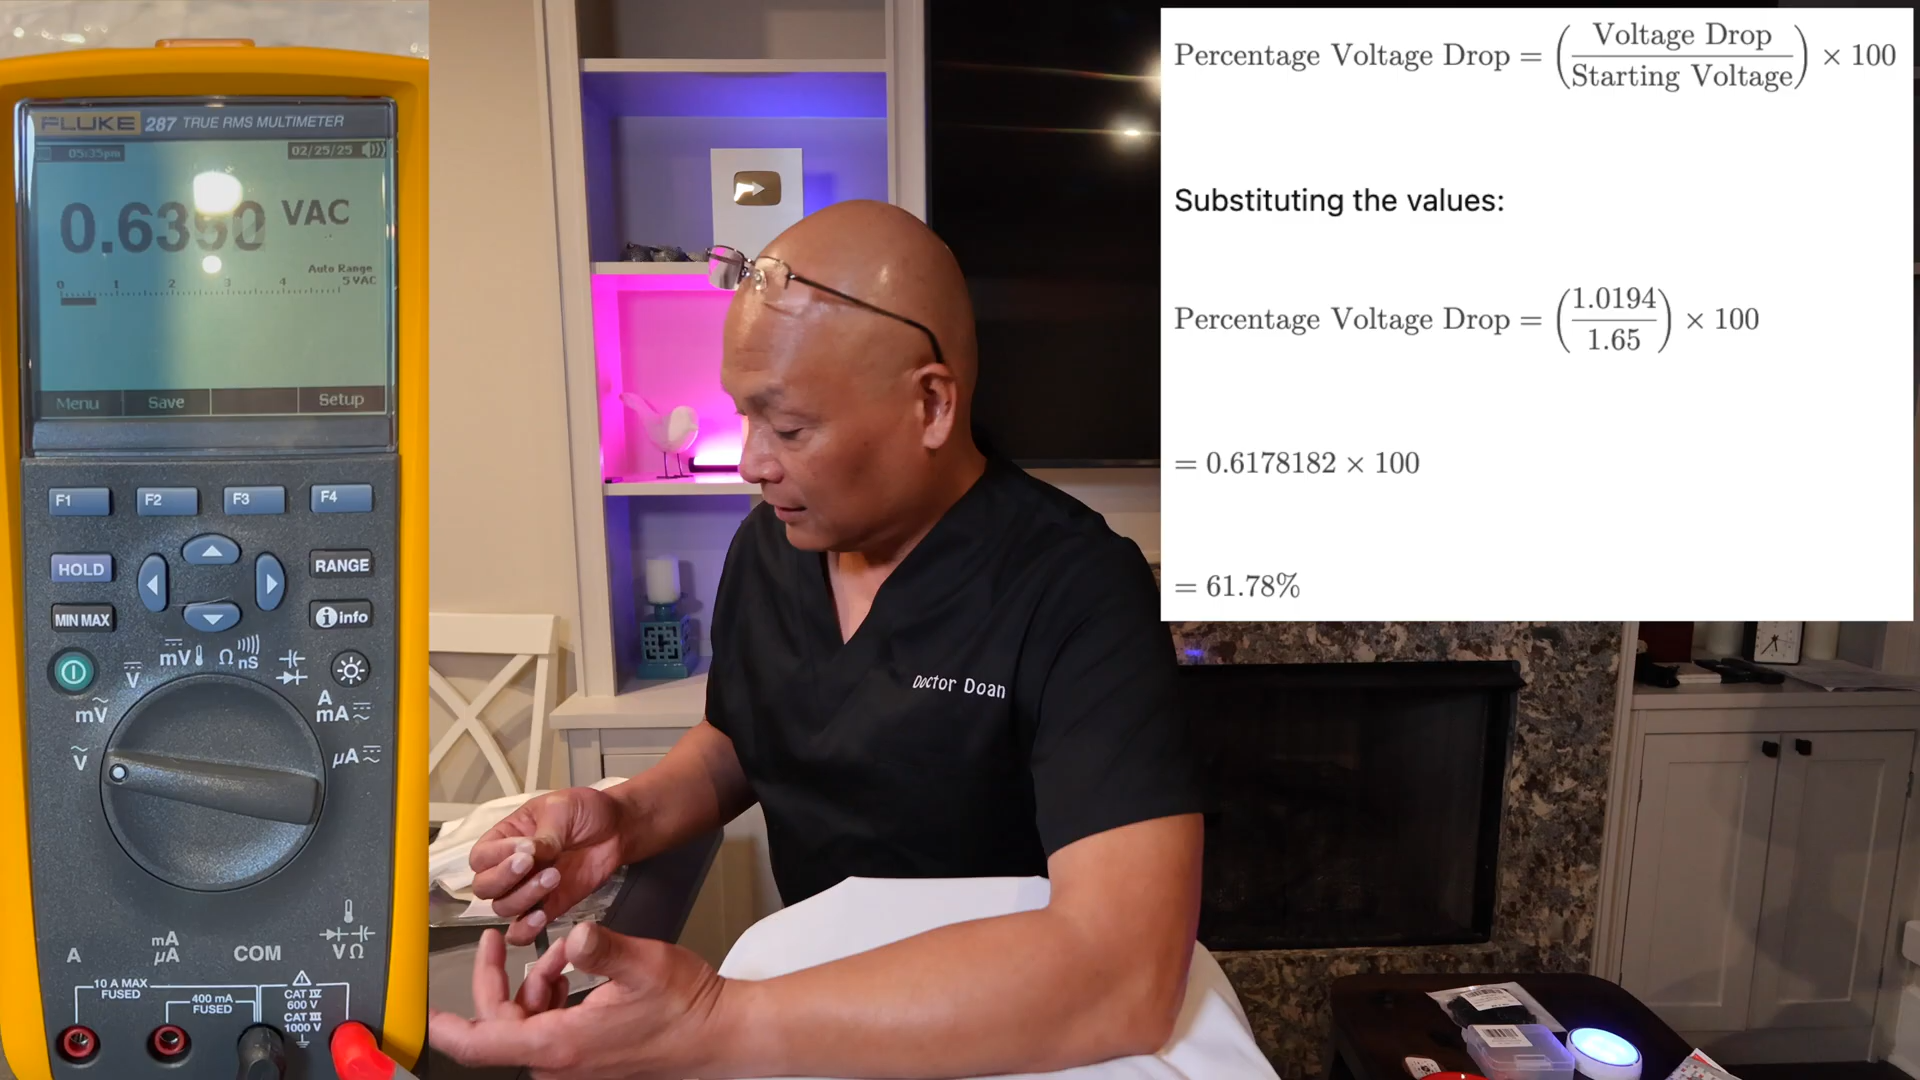 FLUKE 287 TRUE RMS MULTIMETER
05:35pm 02/25/25
VAC
Auto Range
0 1 2 3 4 5 VAC
Menu Save Setup
F1 F2 F3 F4
HOLD RANGE
MIN MAX info
mV Ω nS
V
mV A mA
V µA
A mA µA COM V Ω
10 A MAX FUSED
400 mA FUSED
CAT IV 600 V
CAT III 1000 V
Doctor Doan
Percentage Voltage Drop = (Voltage Drop / Starting Voltage) × 100
Substituting the values:
Percentage Voltage Drop = (1.0194 / 1.65) × 100
= 0.6178182 × 100
= 61.78%